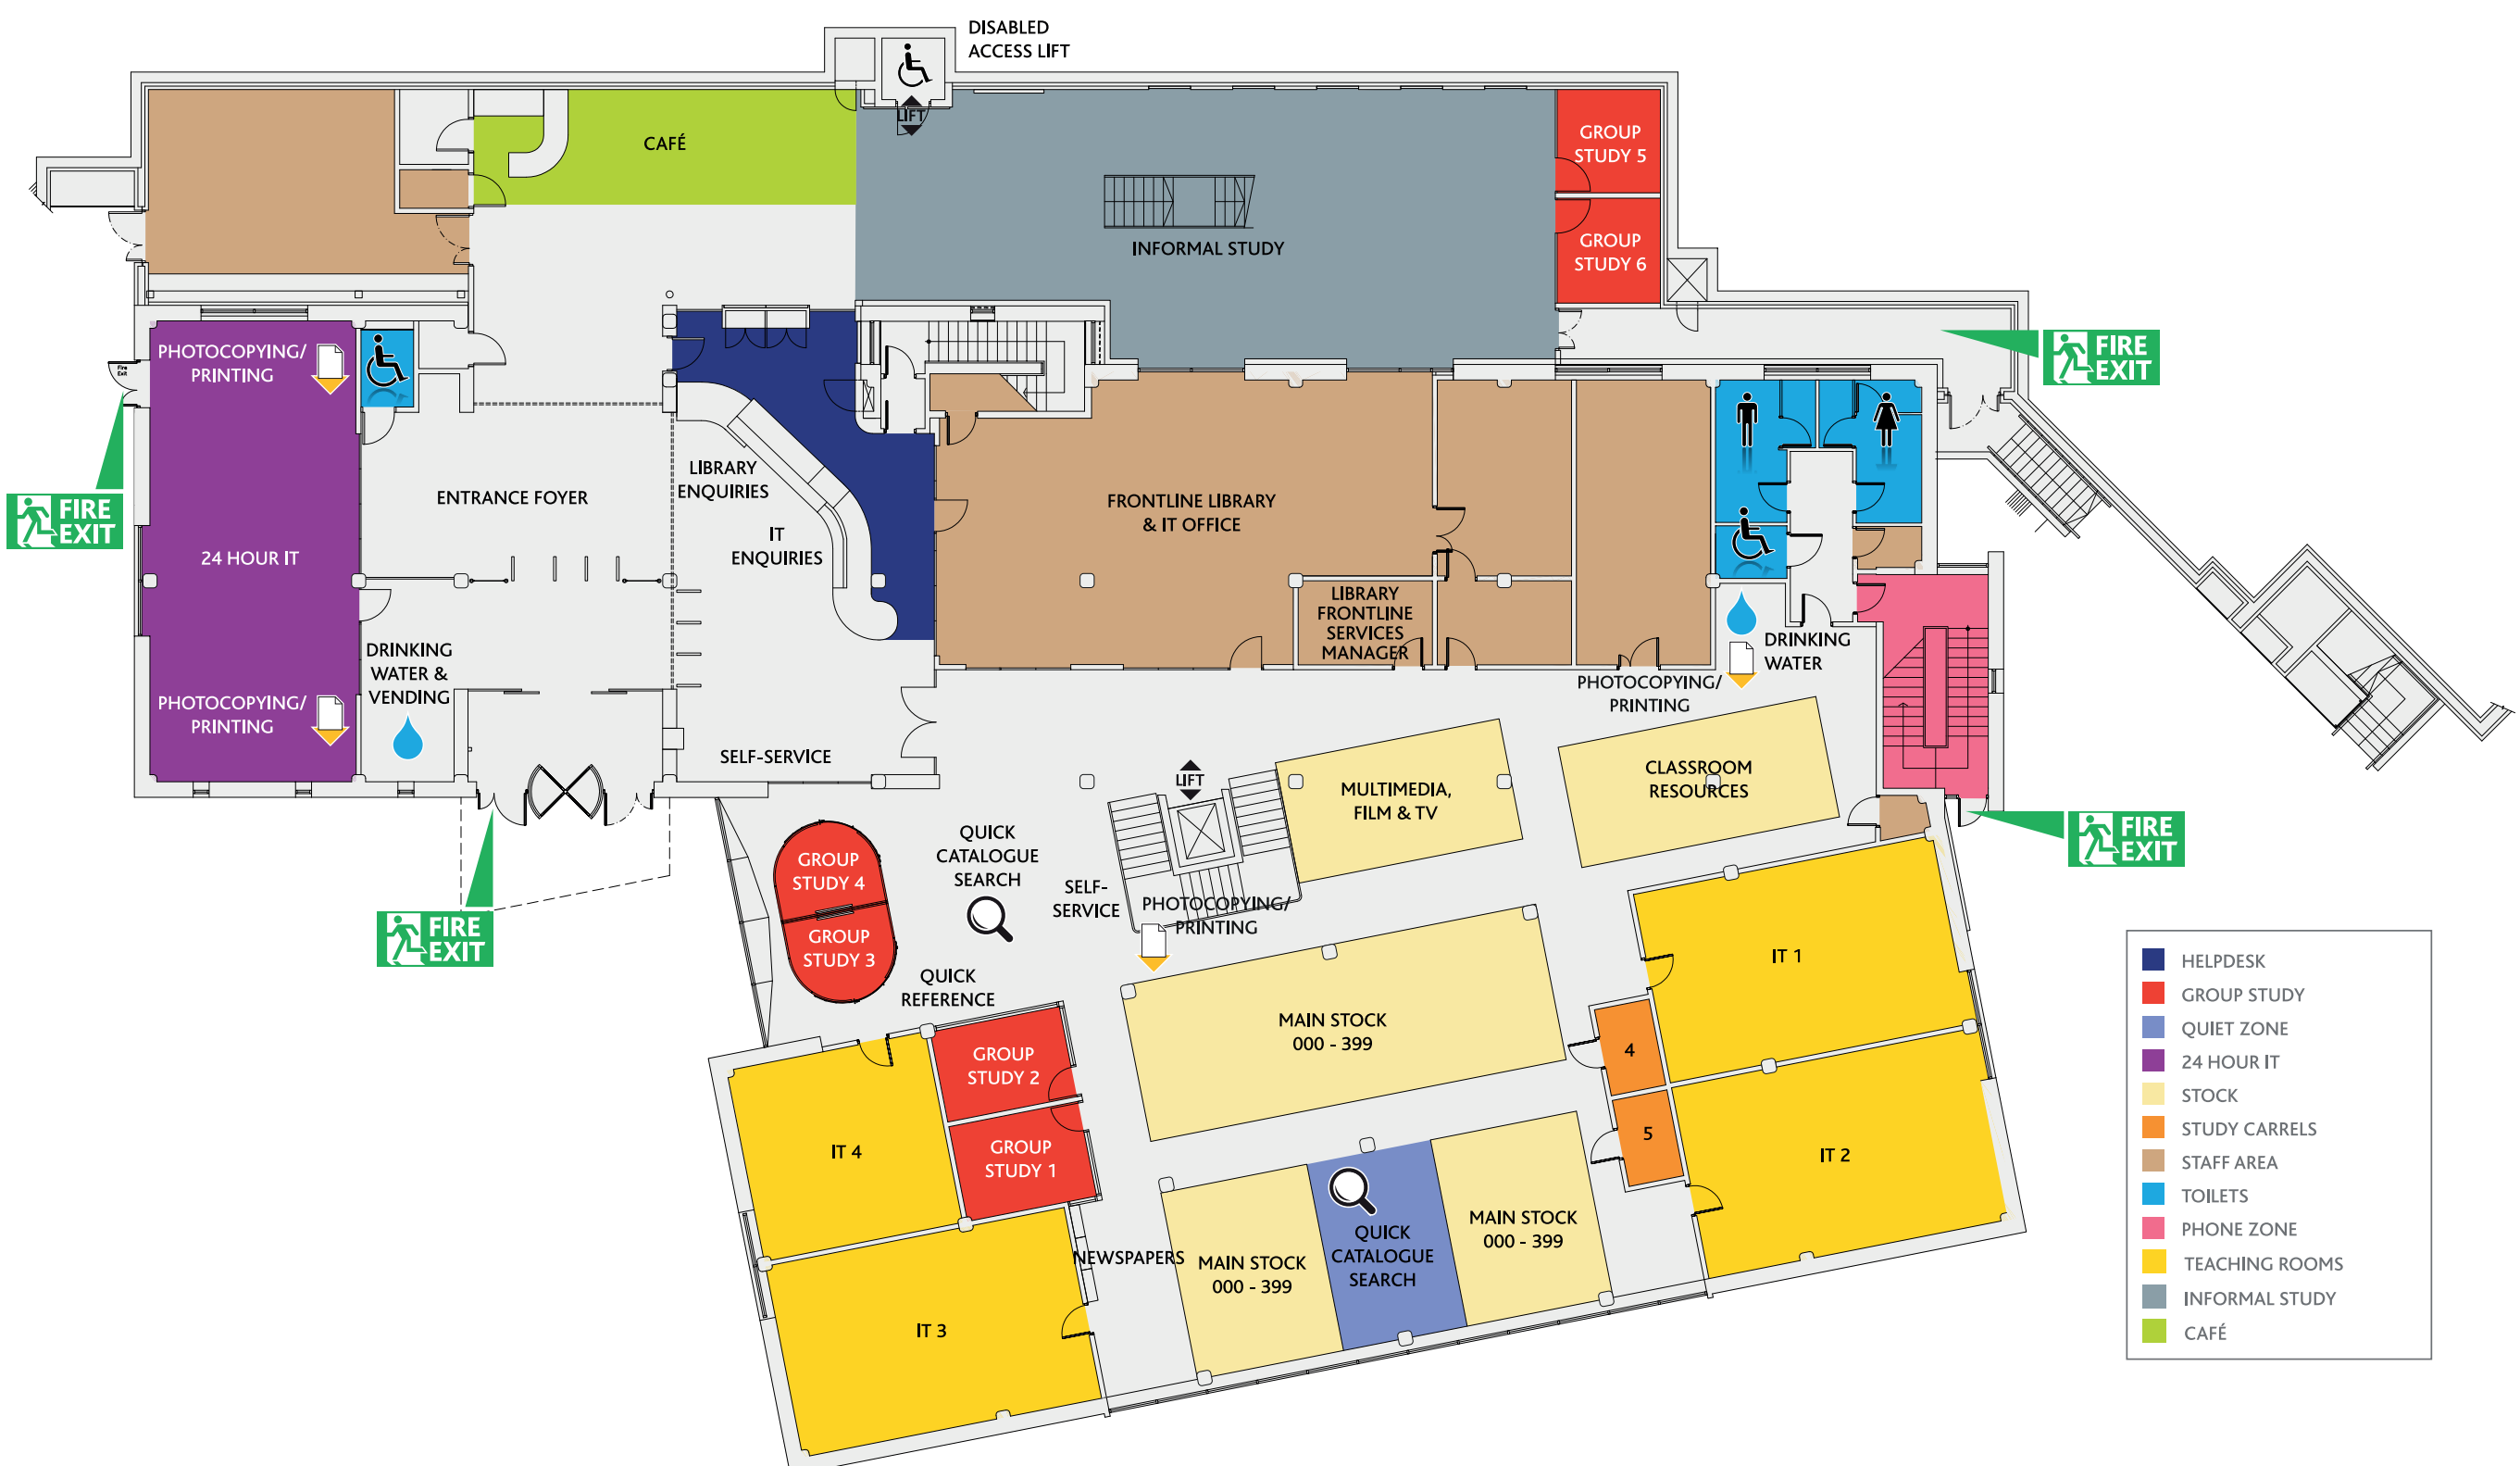 DISABLED
ACCESS LIFT
LIFT
CAFÉ
GROUP
STUDY 5
GROUP
STUDY 6
INFORMAL STUDY
PHOTOCOPYING/
PRINTING
Fire
Exit
FIRE
EXIT
FIRE
EXIT
24 HOUR IT
ENTRANCE FOYER
LIBRARY
ENQUIRIES
IT
ENQUIRIES
FRONTLINE LIBRARY
& IT OFFICE
LIBRARY
FRONTLINE
SERVICES
MANAGER
DRINKING
WATER &
VENDING
DRINKING
WATER
PHOTOCOPYING/
PRINTING
PHOTOCOPYING/
PRINTING
SELF-SERVICE
LIFT
MULTIMEDIA,
FILM & TV
CLASSROOM
RESOURCES
FIRE
EXIT
FIRE
EXIT
GROUP
STUDY 4
GROUP
STUDY 3
QUICK
CATALOGUE
SEARCH
SELF-
SERVICE
PHOTOCOPYING/
PRINTING
QUICK
REFERENCE
GROUP
STUDY 2
GROUP
STUDY 1
MAIN STOCK
000 - 399
IT 1
4
5
IT 2
IT 4
IT 3
NEWSPAPERS
MAIN STOCK
000 - 399
QUICK
CATALOGUE
SEARCH
MAIN STOCK
000 - 399
HELPDESK
GROUP STUDY
QUIET ZONE
24 HOUR IT
STOCK
STUDY CARRELS
STAFF AREA
TOILETS
PHONE ZONE
TEACHING ROOMS
INFORMAL STUDY
CAFÉ